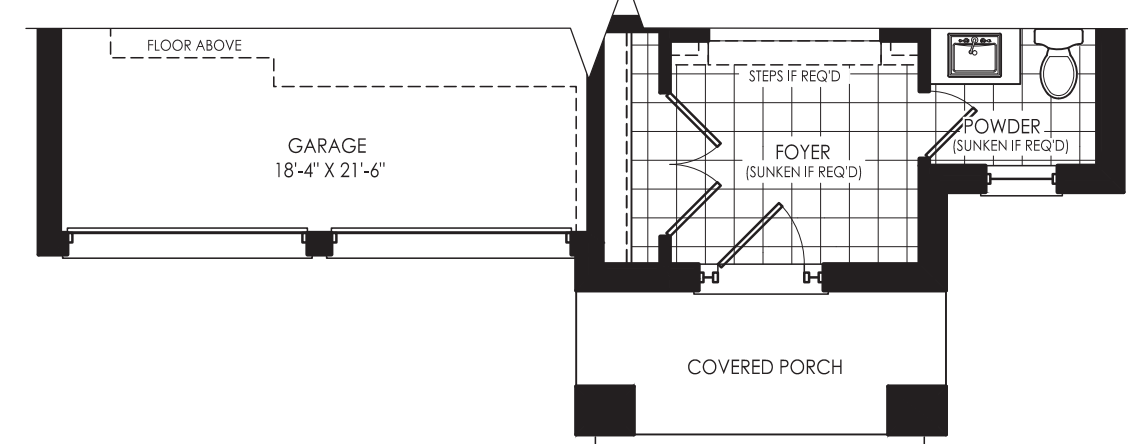 FLOOR ABOVE
STEPS IF REQ'D
GARAGE
18'-4" X 21'-6"
FOYER
(SUNKEN IF REQ'D)
POWDER
(SUNKEN IF REQ'D)
COVERED PORCH